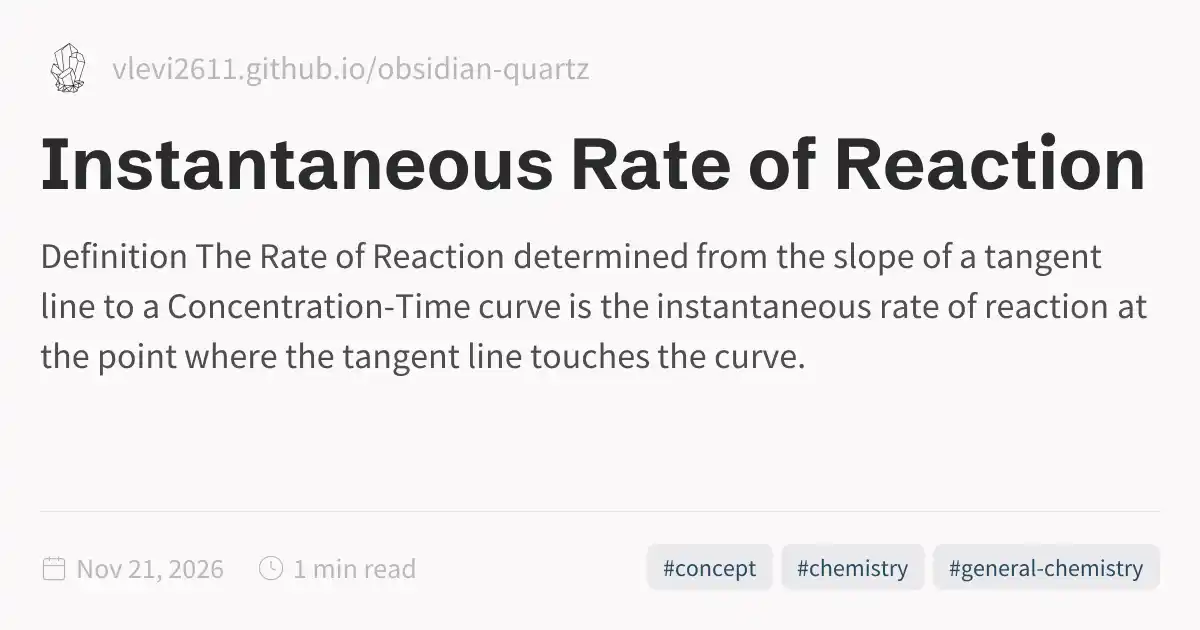 vlevi2611.github.io/obsidian-quartz
Instantaneous Rate of Reaction
Definition The Rate of Reaction determined from the slope of a tangent
line to a Concentration-Time curve is the instantaneous rate of reaction at
the point where the tangent line touches the curve.
Nov 21, 2026 1 min read #concept #chemistry #general-chemistry